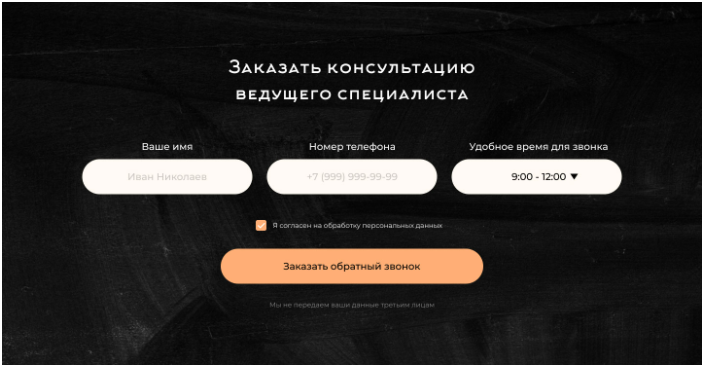 Заказать консультацию
ведущего специалиста
Ваше имя
Номер телефона
Удобное время для звонка
Иван Николаев
+7 (999) 999-99-99
9:00 - 12:00
Я согласен на обработку персональных данных
Заказать обратный звонок
Мы не передаем ваши данные третьим лицам